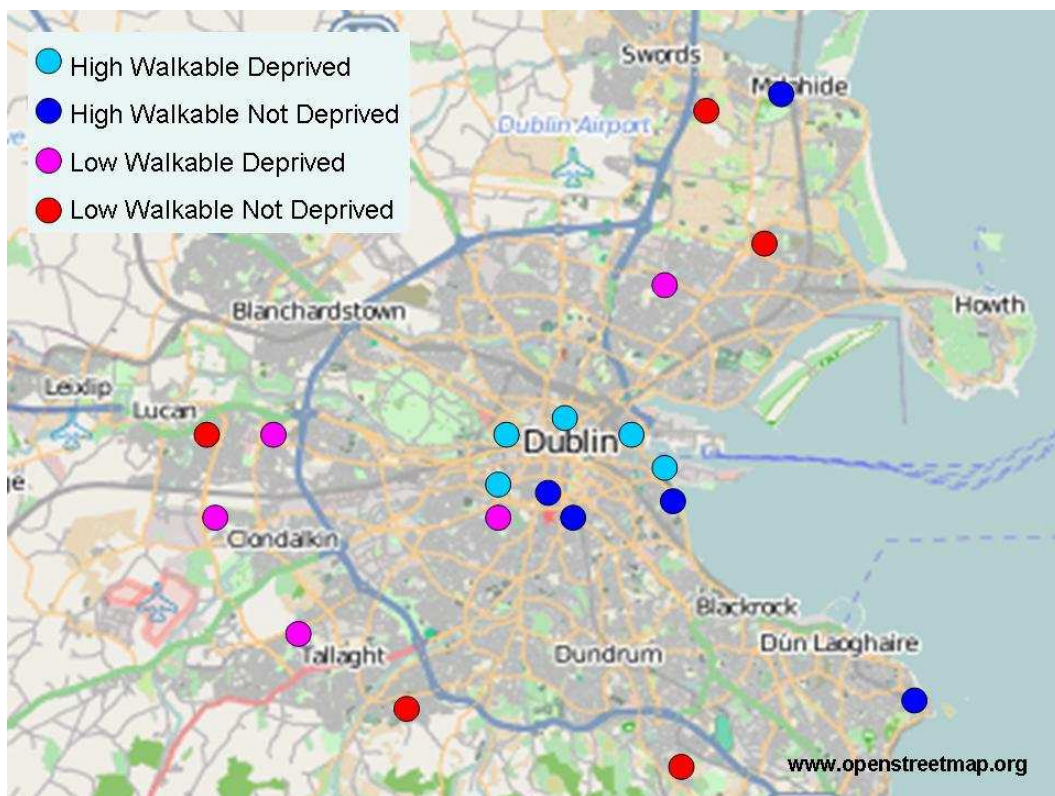 High Walkable Deprived
High Walkable Not Deprived
Low Walkable Deprived
Low Walkable Not Deprived
Swords
Malahide
Dublin Airport
Blanchardstown
Howth
Leixlip
Lucan
Dublin
Clondalkin
Blackrock
Dún Laoghaire
Tallaght
Dundrum
www.openstreetmap.org